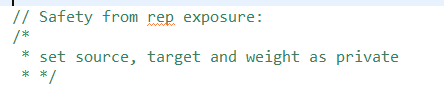 // Safety from rep exposure:
/*
 * set source, target and weight as private
 * */